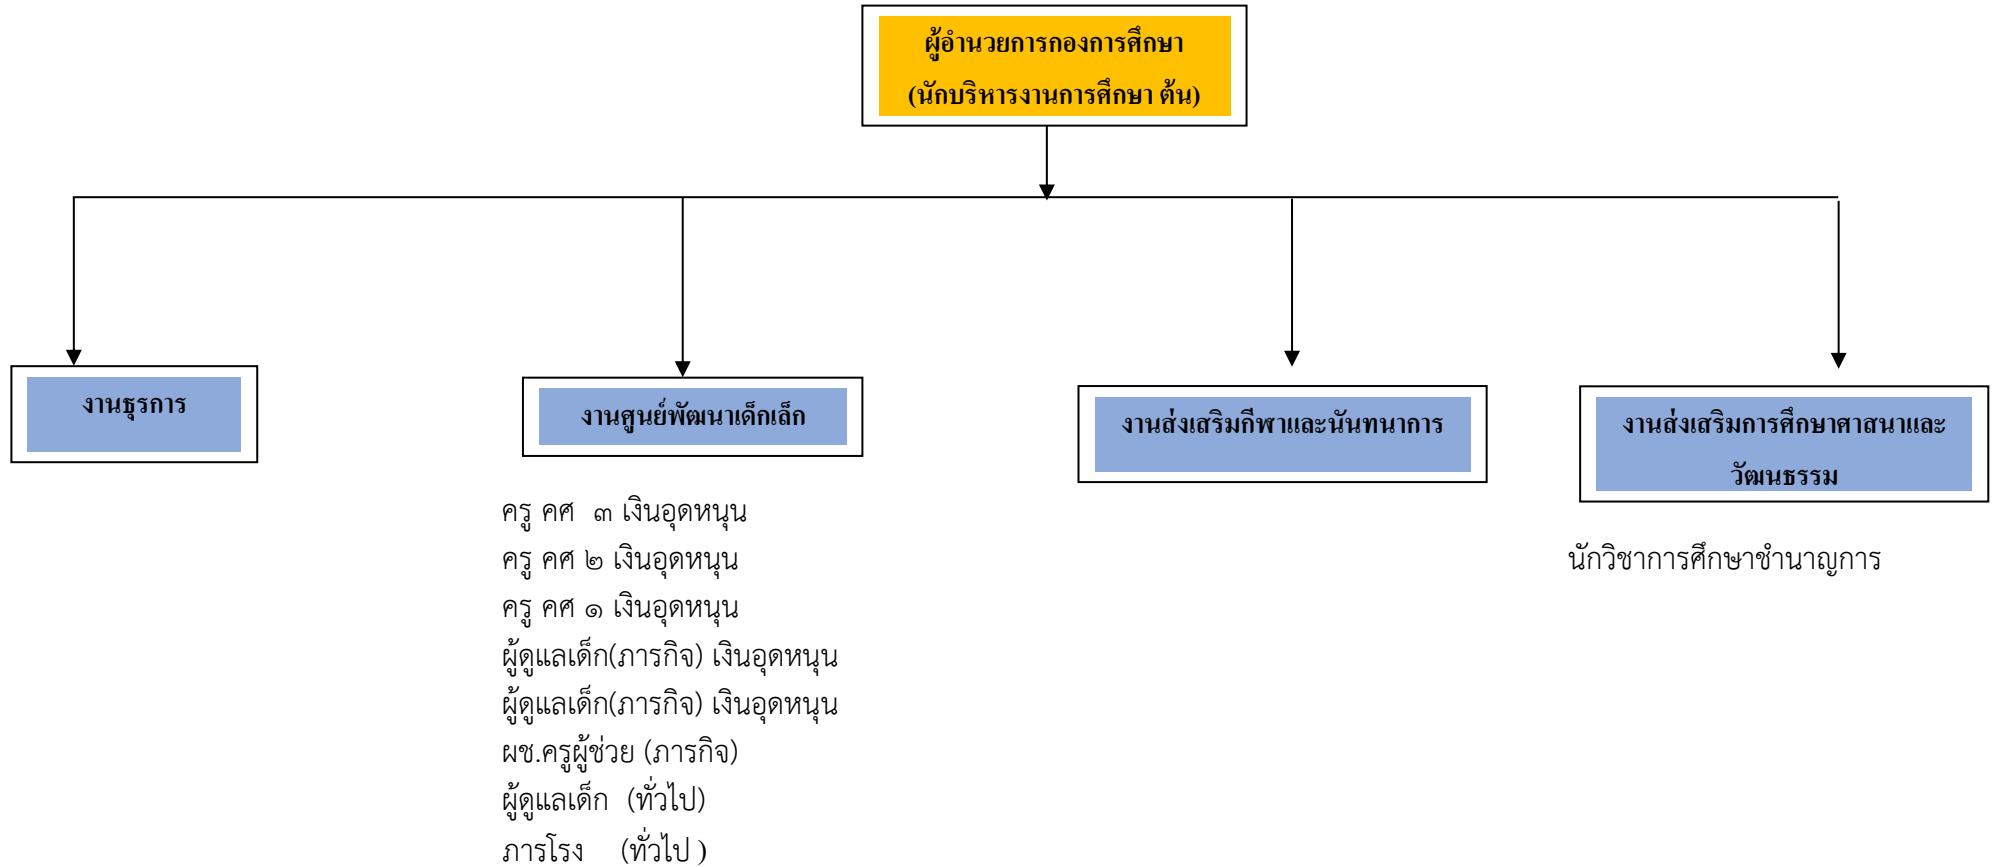 ผู้อำนวยการกองการศึกษา
(นักบริหารงานการศึกษา ต้น)
งานธุรการ
งานศูนย์พัฒนาเด็กเล็ก
งานส่งเสริมกีฬาและนันทนาการ
งานส่งเสริมการศึกษาศาสนาและ
วัฒนธรรม
ครู คศ  ๓ เงินอุดหนุน
ครู คศ ๒ เงินอุดหนุน
ครู คศ ๑ เงินอุดหนุน
ผู้ดูแลเด็ก(ภารกิจ) เงินอุดหนุน
ผู้ดูแลเด็ก(ภารกิจ) เงินอุดหนุน
ผช.ครูผู้ช่วย (ภารกิจ)
ผู้ดูแลเด็ก  (ทั่วไป)
ภารโรง    (ทั่วไป )
นักวิชาการศึกษาชำนาญการ